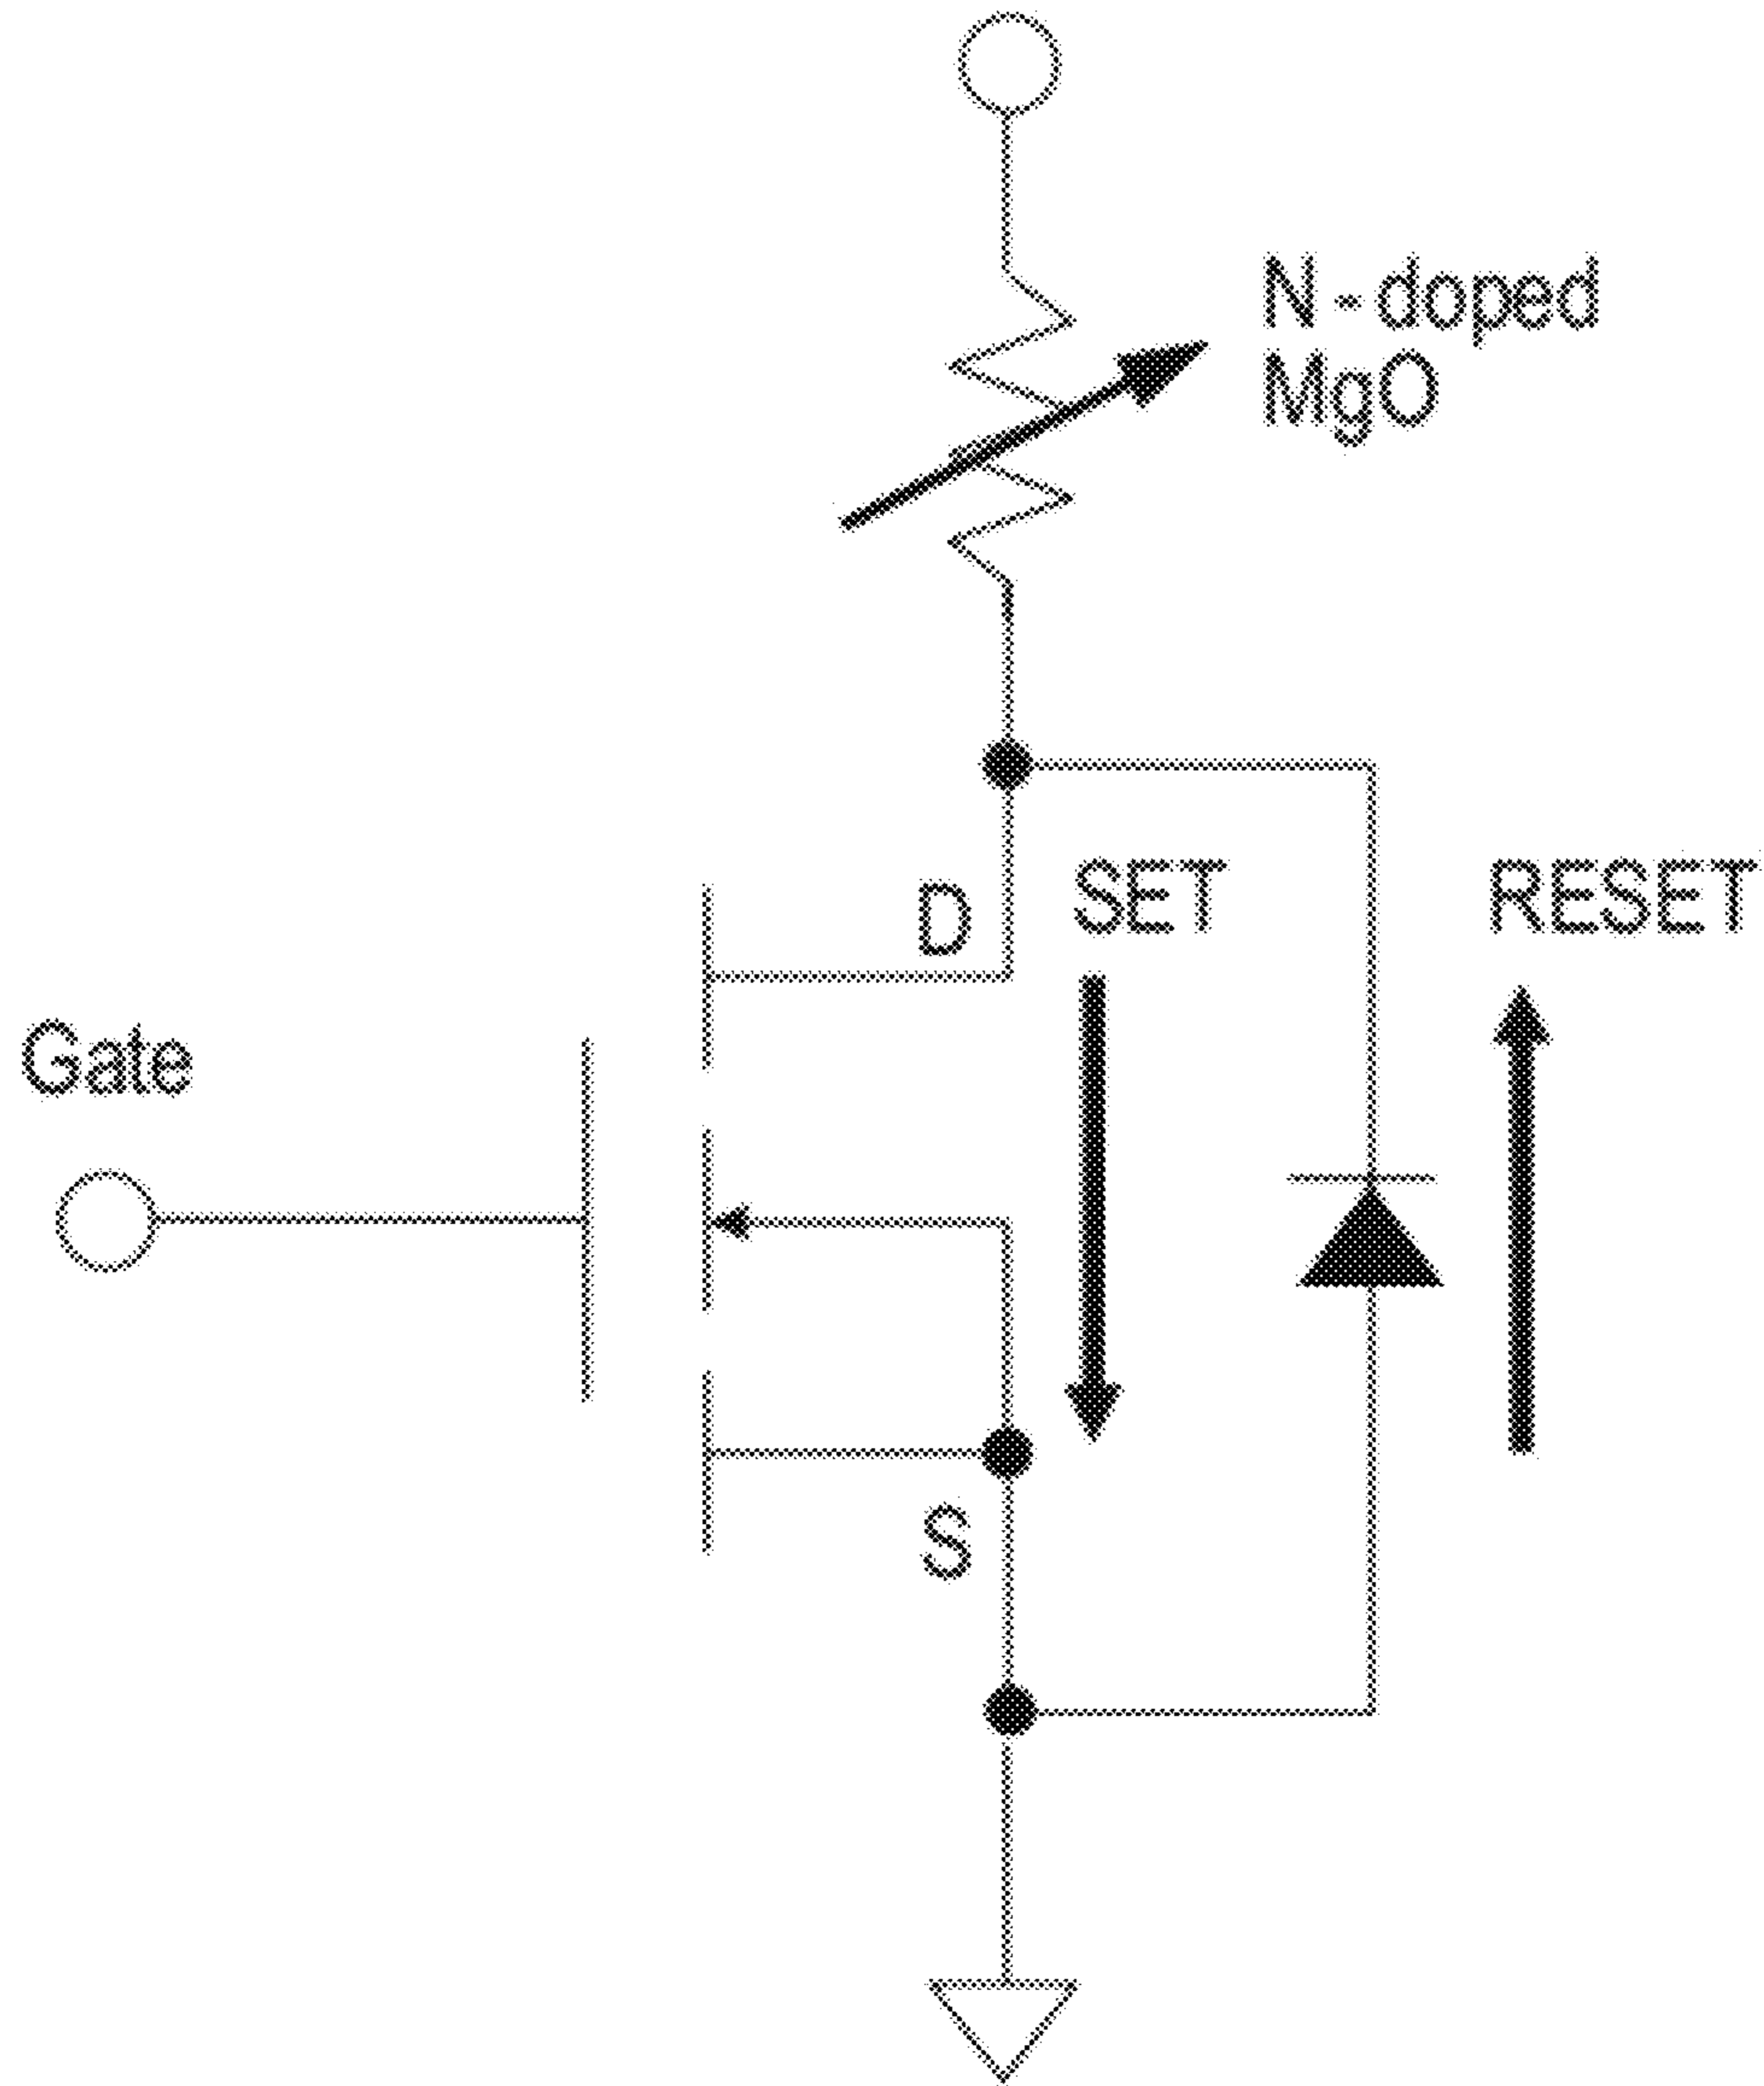 N - doped
MgO
D
SET
RESET
Gate
S